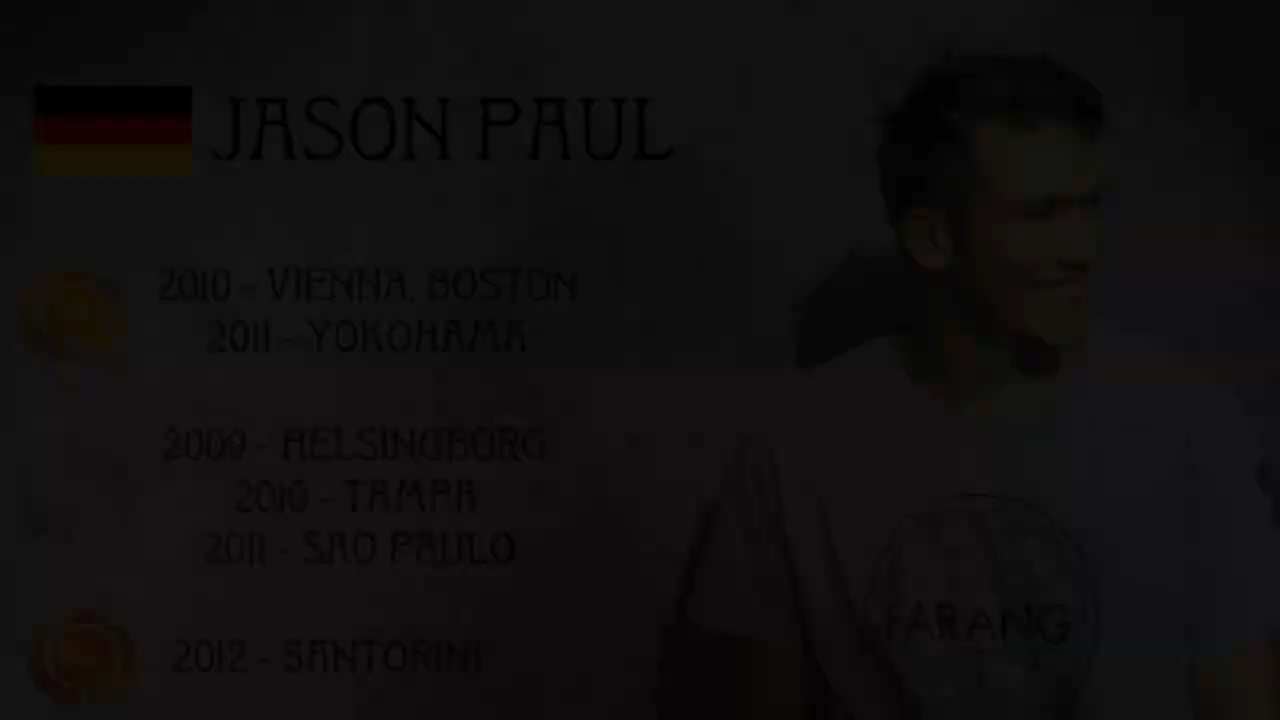 JASON PAUL
2010 - VIENNA, BOSTON
2011 - YOKOHAMA
2009 - HELSINGBORG
2010 - TAMPA
2011 - SAO PAULO
2012 - SANTORINI
FARANG